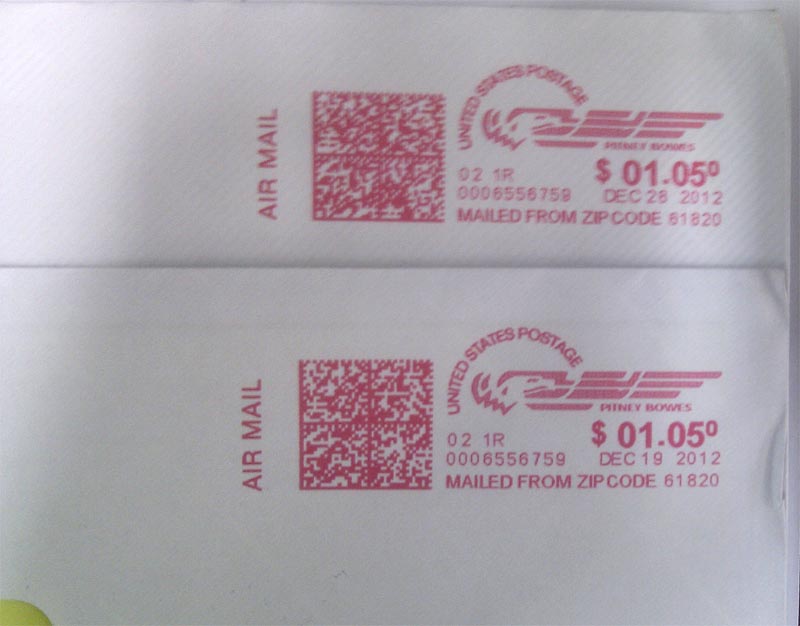 AIR MAIL
UNITED STATES POSTAGE
PITNEY BOWES
02 1R
$ 01.05⁰
0006556759
DEC 28 2012
MAILED FROM ZIP CODE 61820
AIR MAIL
UNITED STATES POSTAGE
PITNEY BOWES
02 1R
$ 01.05⁰
0006556759
DEC 19 2012
MAILED FROM ZIP CODE 61820